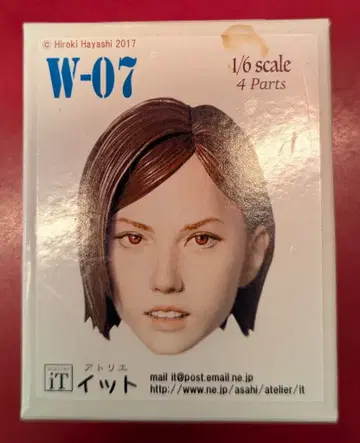 © Hiroki Hayashi 2017
W-07
1/6 scale
4 Parts
atelier
iT
アトリエ
イット
mail it@post.email.ne.jp
http://www.ne.jp/asahi/atelier/it